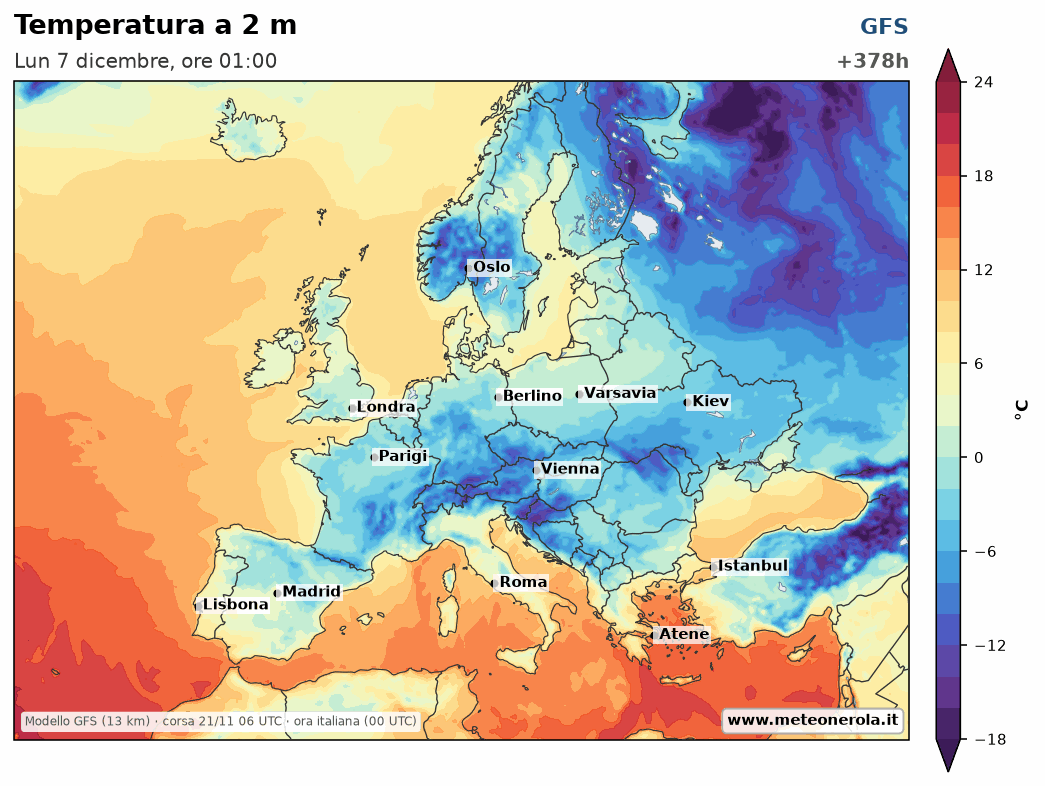 Temperatura a 2 m
GFS
Lun 7 dicembre, ore 01:00
+378h
24
18
12
6
0
−6
−12
−18
°C
Oslo
Berlino
Varsavia
Kiev
Londra
Parigi
Vienna
Istanbul
Roma
Madrid
Lisbona
Atene
Modello GFS (13 km) · corsa 21/11 06 UTC · ora italiana (00 UTC)
www.meteonerola.it